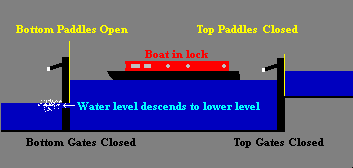 Bottom Paddles Open
Top Paddles Closed
Boat in lock
Water level descends to lower level
Bottom Gates Closed
Top Gates Closed